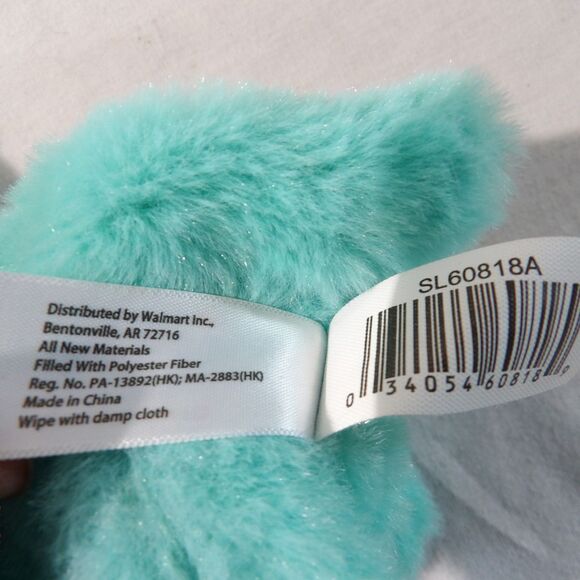 Distributed by Walmart Inc.,
Bentonville, AR 72716
All New Materials
Filled With Polyester Fiber
Reg. No. PA-13892(HK); MA-2883(HK)
Made in China
Wipe with damp cloth
SL60818A
0 34054 60818 0